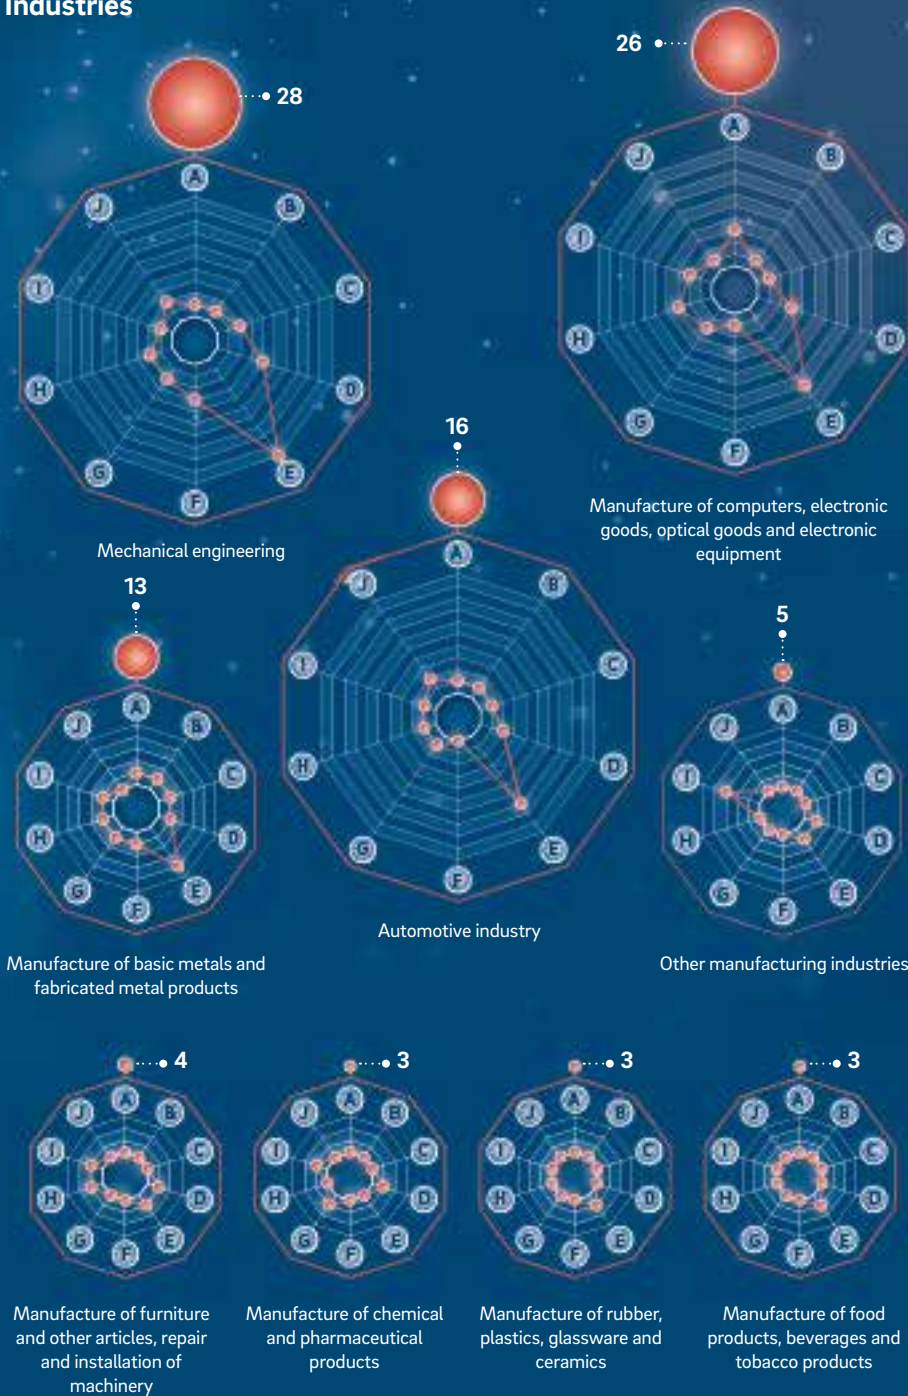 Industries
28
A
B
C
D
E
F
G
H
I
J
Mechanical engineering
26
A
B
C
D
E
F
G
H
I
J
Manufacture of computers, electronic
goods, optical goods and electronic
equipment
16
A
B
C
D
E
F
G
H
I
J
Automotive industry
13
A
B
C
D
E
F
G
H
I
J
Manufacture of basic metals and
fabricated metal products
5
A
B
C
D
E
F
G
H
I
J
Other manufacturing industries
4
A
B
C
D
E
F
G
H
I
J
Manufacture of furniture
and other articles, repair
and installation of
machinery
3
A
B
C
D
E
F
G
H
I
J
Manufacture of chemical
and pharmaceutical
products
3
A
B
C
D
E
F
G
H
I
J
Manufacture of rubber,
plastics, glassware and
ceramics
3
A
B
C
D
E
F
G
H
I
J
Manufacture of food
products, beverages and
tobacco products